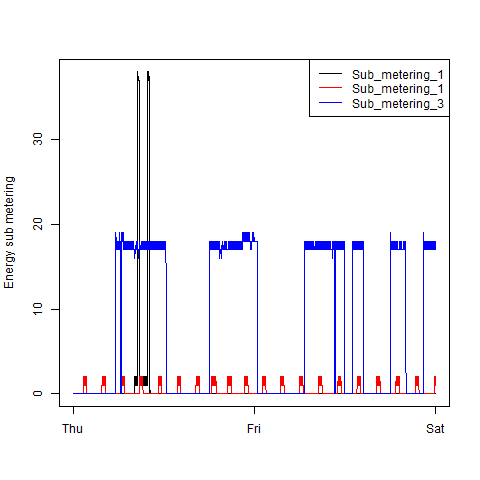 Sub_metering_1
Sub_metering_1
Sub_metering_3
Energy sub metering
30
20
10
0
Thu
Fri
Sat